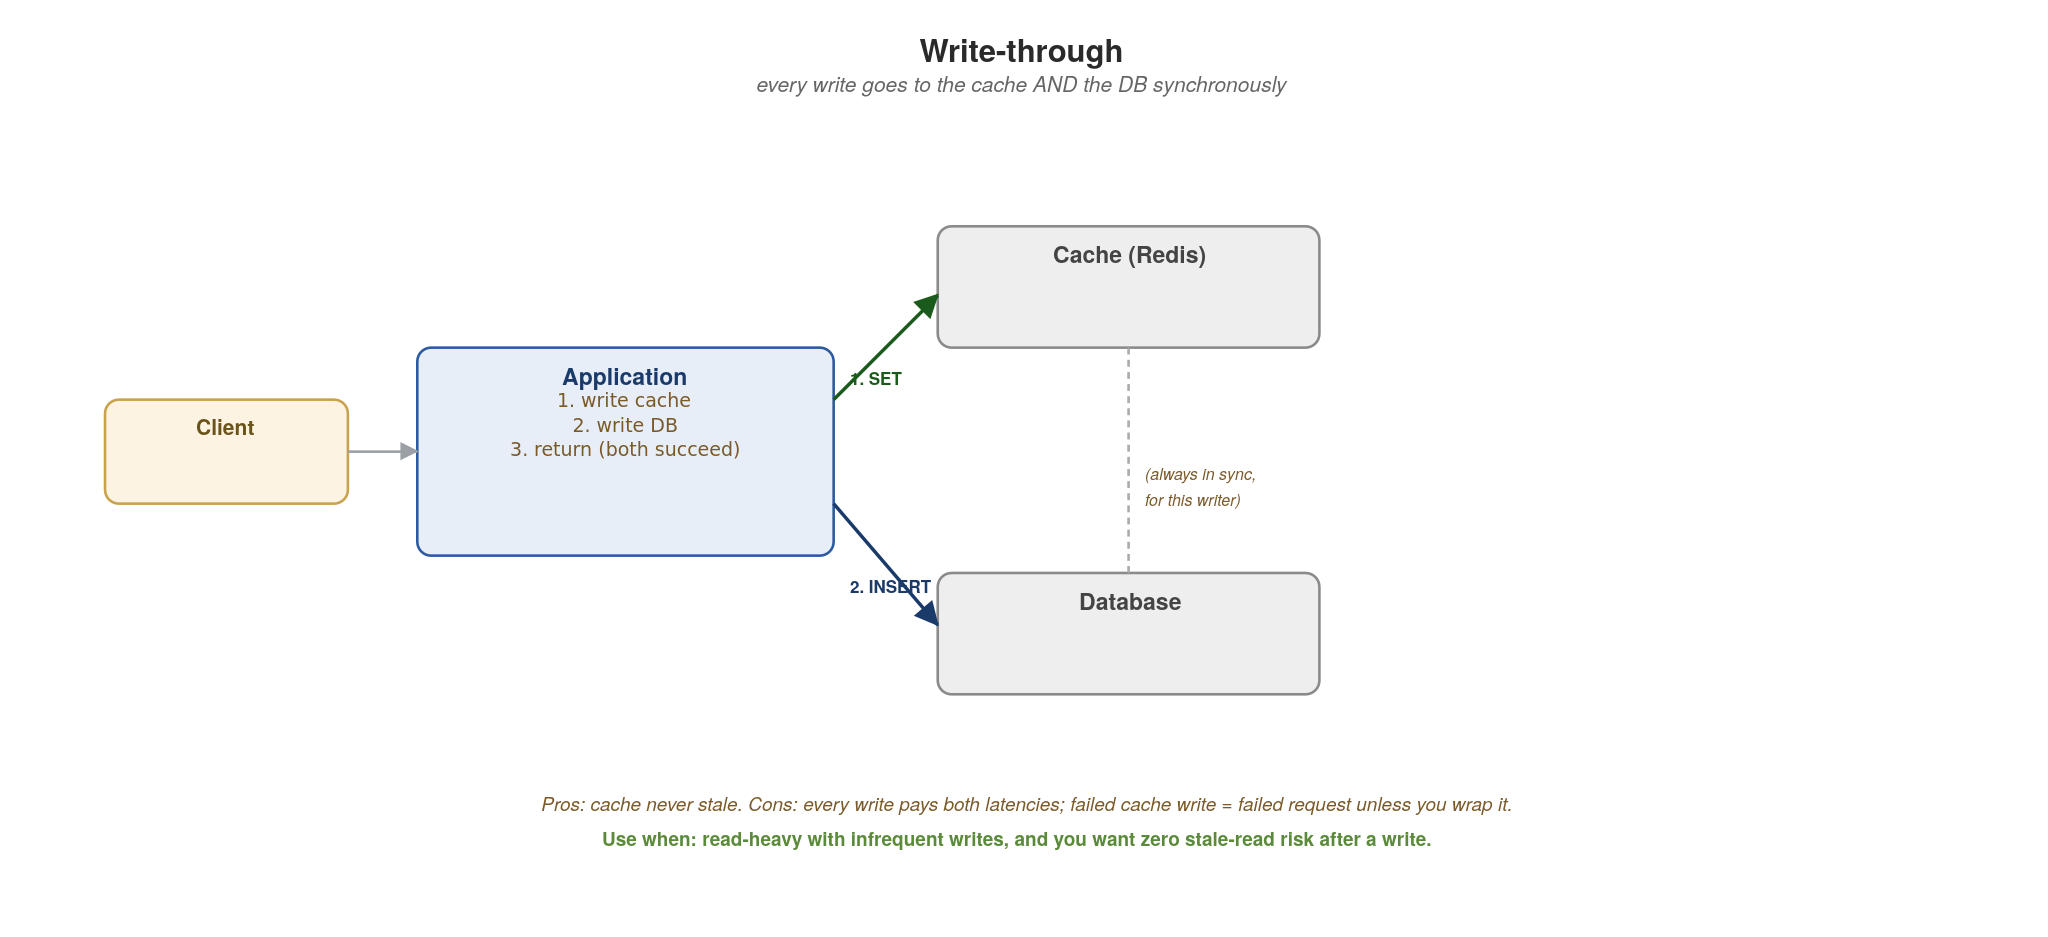 Write-through
every write goes to the cache AND the DB synchronously
Cache (Redis)
Application
1. write cache
2. write DB
3. return (both succeed)
1. SET
Client
(always in sync,
for this writer)
2. INSERT
Database
Pros: cache never stale. Cons: every write pays both latencies; failed cache write = failed request unless you wrap it.
Use when: read-heavy with infrequent writes, and you want zero stale-read risk after a write.